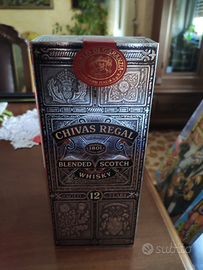 CHIVAS REGAL
1801
BLENDED SCOTCH
WHISKY
12
subito